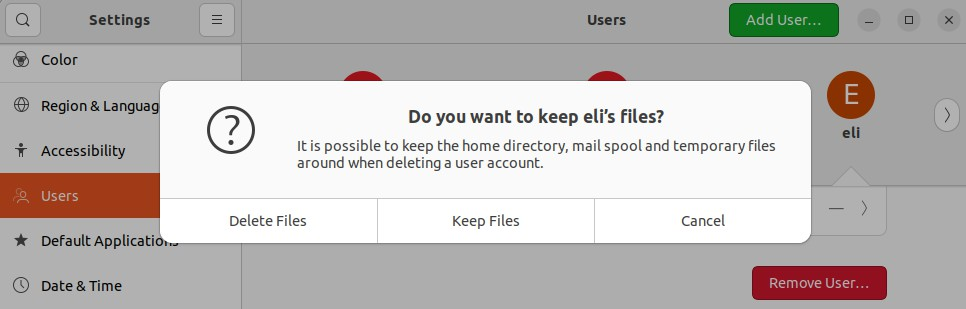 Settings
Users
Add User...
Color
Region & Languag
Accessibility
Users
Default Applications
Date & Time
E
eli
?
Do you want to keep eli's files?
It is possible to keep the home directory, mail spool and temporary files
around when deleting a user account.
Delete Files
Keep Files
Cancel
Remove User...